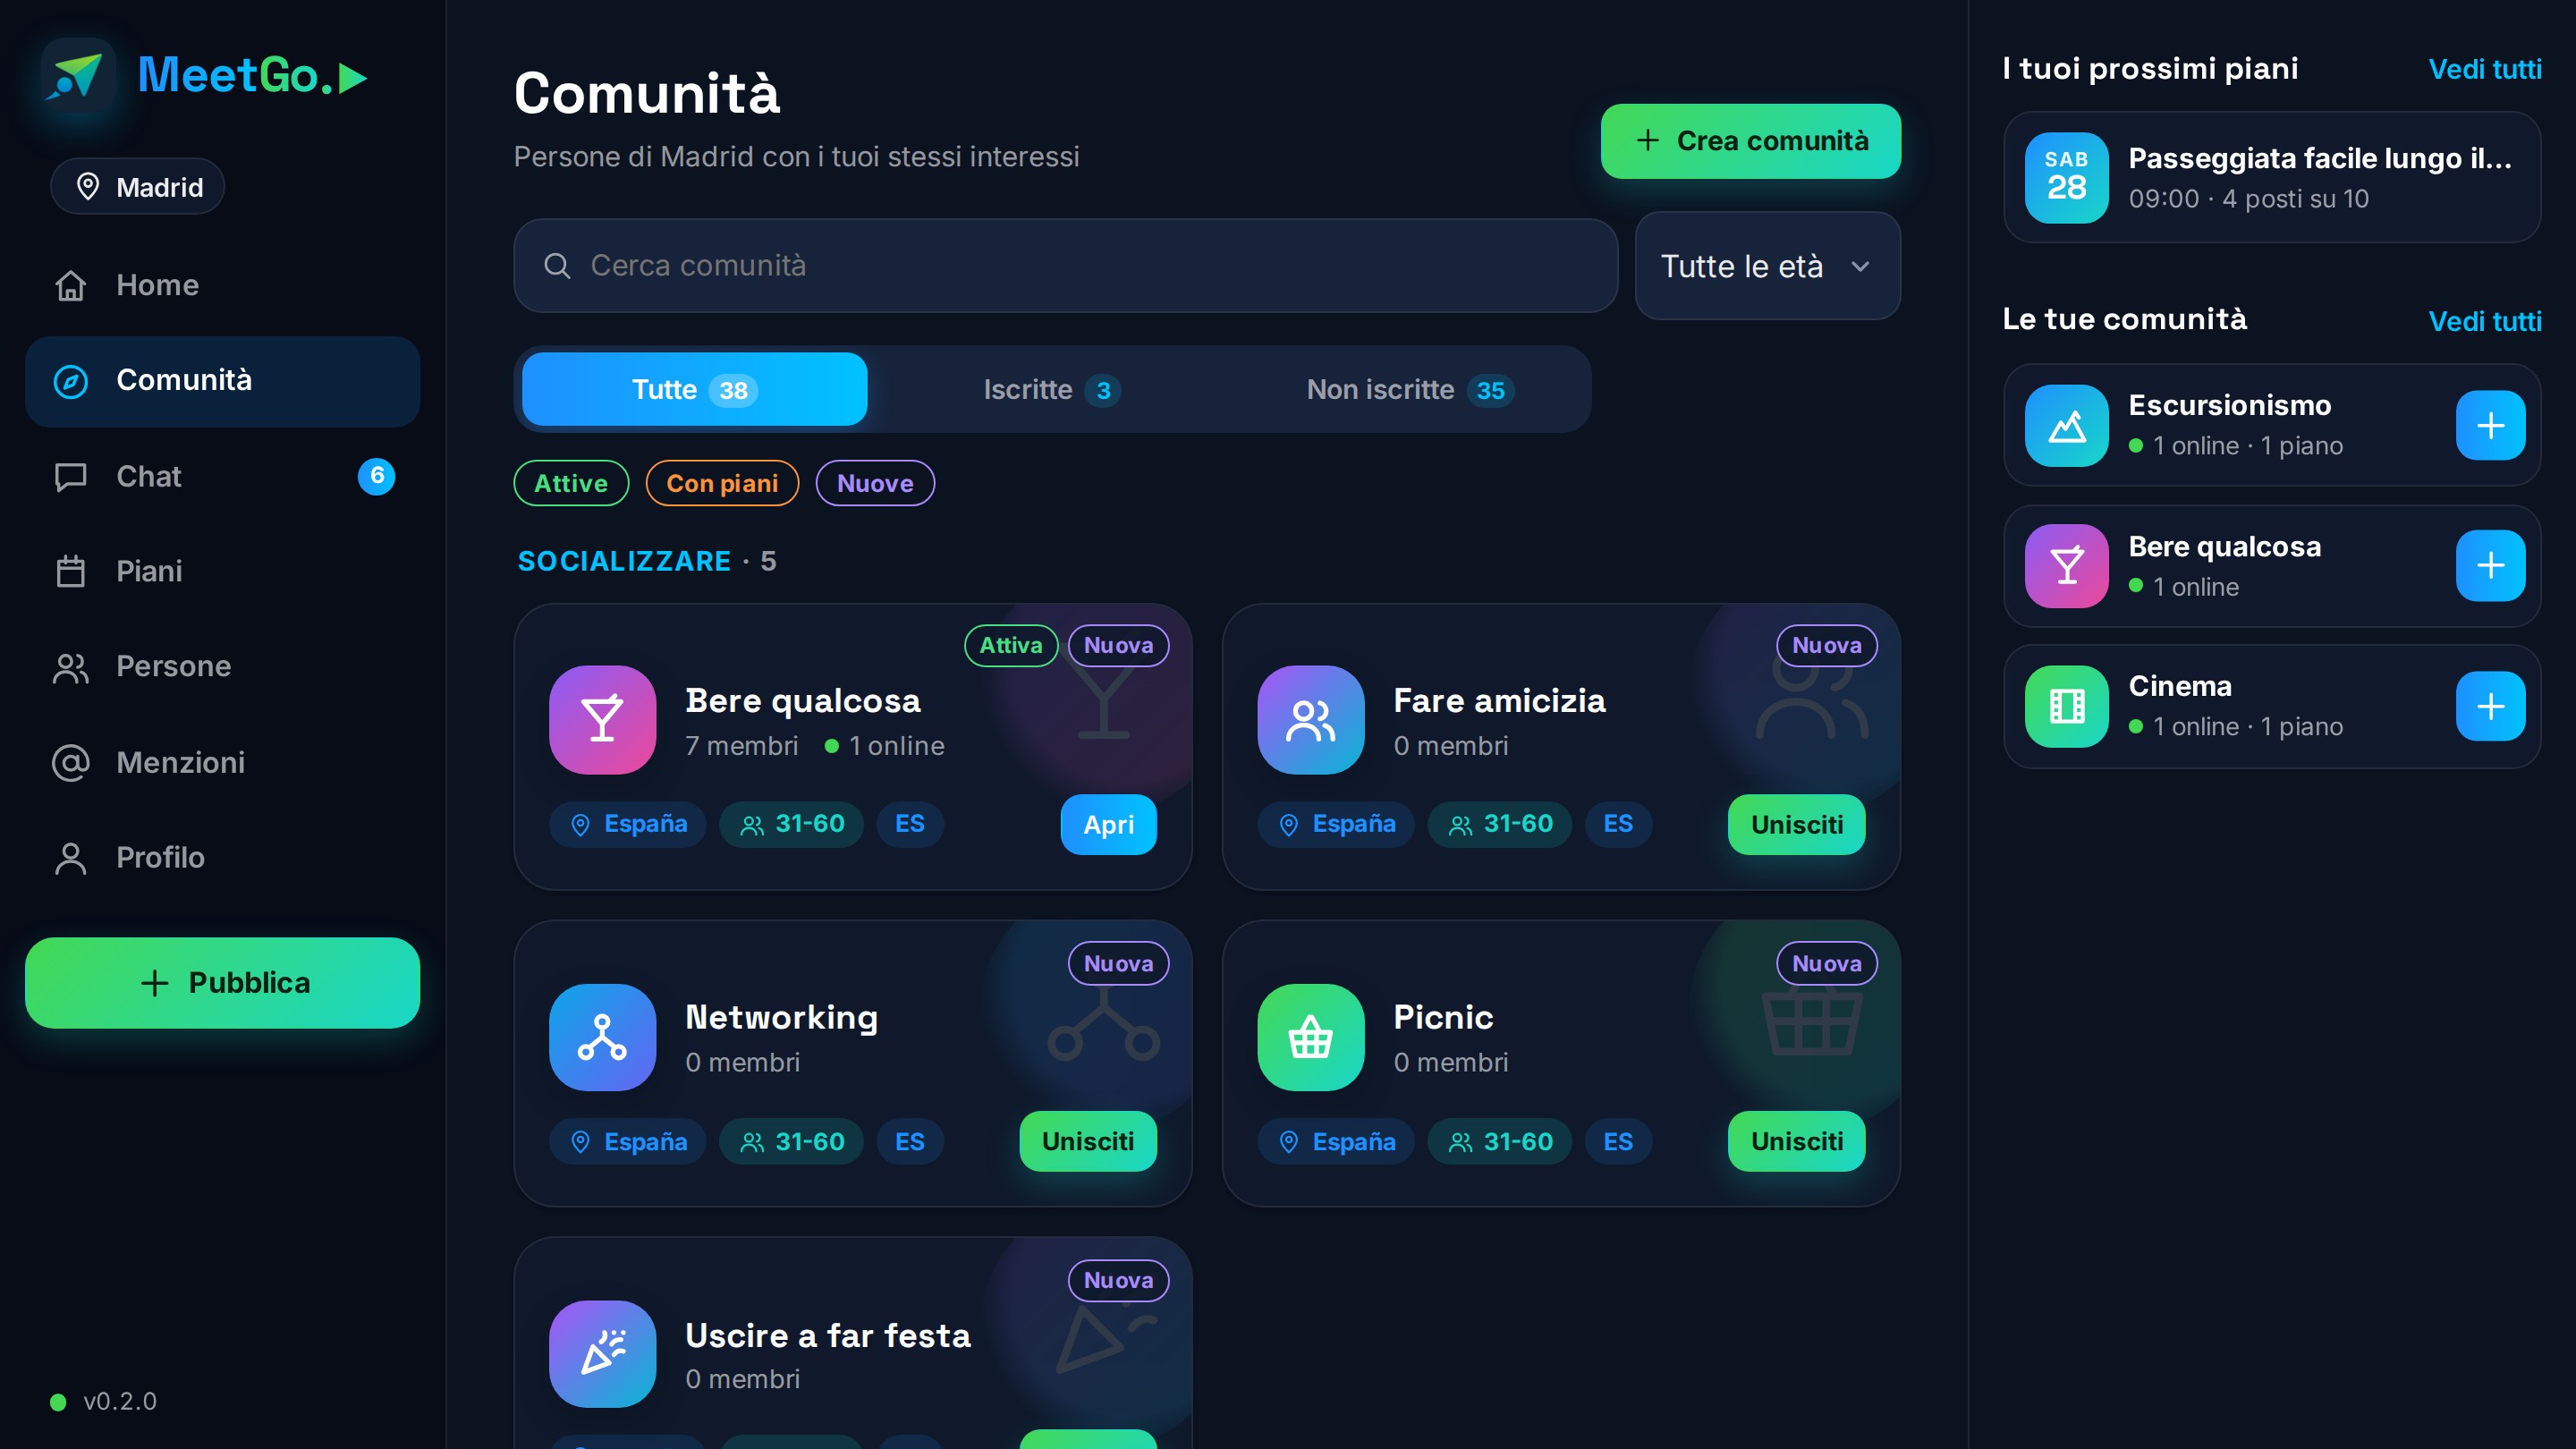 MeetGo.
Madrid
Home
Comunità
Chat 6
Piani
Persone
Menzioni
Profilo
+ Pubblica
v0.2.0
Comunità
Persone di Madrid con i tuoi stessi interessi
+ Crea comunità
Cerca comunità
Tutte le età
Tutte 38
Iscritte 3
Non iscritte 35
Attive
Con piani
Nuove
SOCIALIZZARE · 5
Attiva
Nuova
Bere qualcosa
7 membri 1 online
España
31-60
ES
Apri
Nuova
Fare amicizia
0 membri
España
31-60
ES
Unisciti
Nuova
Networking
0 membri
España
31-60
ES
Unisciti
Nuova
Picnic
0 membri
España
31-60
ES
Unisciti
Nuova
Uscire a far festa
0 membri
I tuoi prossimi piani
Vedi tutti
SAB
28
Passeggiata facile lungo il...
09:00 · 4 posti su 10
Le tue comunità
Vedi tutti
Escursionismo
1 online · 1 piano
Bere qualcosa
1 online
Cinema
1 online · 1 piano